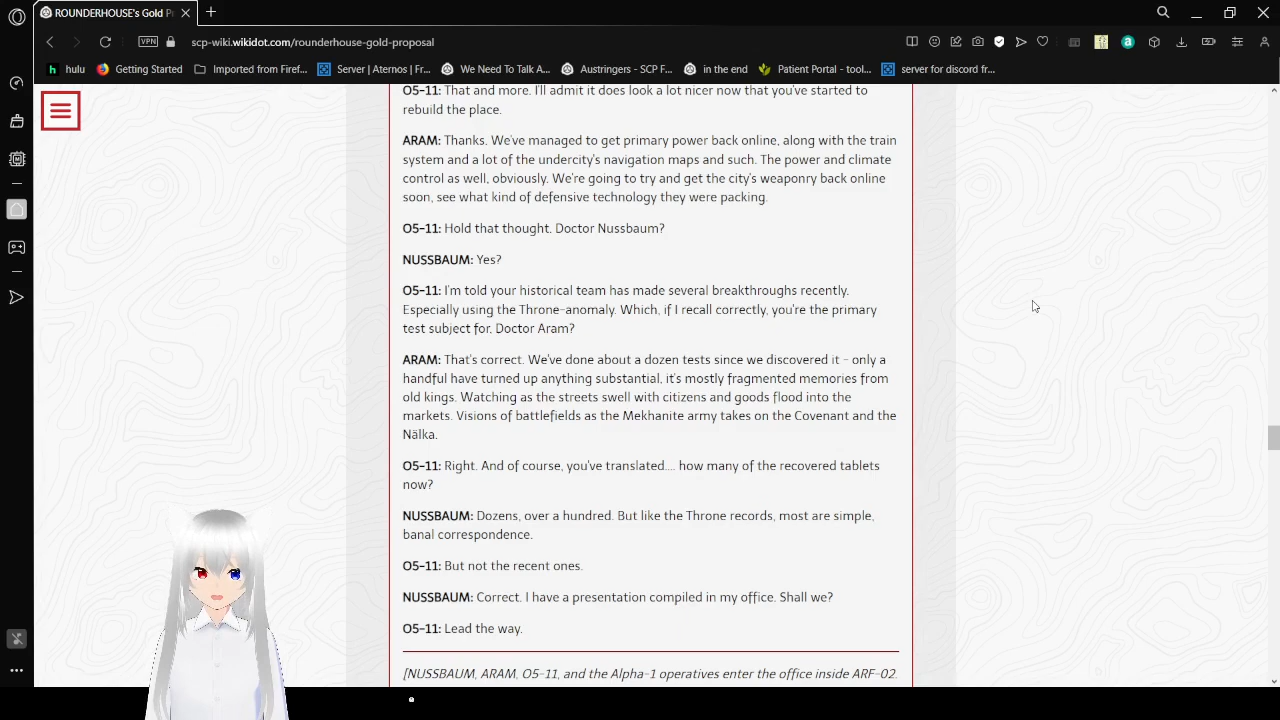 ROUNDERHOUSE's Gold P
VPN
scp-wiki.wikidot.com/rounderhouse-gold-proposal
h hulu
Getting Started
Imported from Firef...
Server | Aternos | Fr...
We Need To Talk A...
Austringers - SCP F...
in the end
Patient Portal - tool...
server for discord fr...
O5-11: That and more. I'll admit it does look a lot nicer now that you've started to
rebuild the place.
ARAM: Thanks. We've managed to get primary power back online, along with the train
system and a lot of the undercity's navigation maps and such. The power and climate
control as well, obviously. We're going to try and get the city's weaponry back online
soon, see what kind of defensive technology they were packing.
O5-11: Hold that thought. Doctor Nussbaum?
NUSSBAUM: Yes?
O5-11: I'm told your historical team has made several breakthroughs recently.
Especially using the Throne-anomaly. Which, if I recall correctly, you're the primary
test subject for, Doctor Aram?
ARAM: That's correct. We've done about a dozen tests since we discovered it - only a
handful have turned up anything substantial, it's mostly fragmented memories from
old kings. Watching as the streets swell with citizens and goods flood into the
markets. Visions of battlefields as the Mekhanite army takes on the Covenant and the
Nälka.
O5-11: Right. And of course, you've translated.... how many of the recovered tablets
now?
NUSSBAUM: Dozens, over a hundred. But like the Throne records, most are simple,
banal correspondence.
O5-11: But not the recent ones.
NUSSBAUM: Correct. I have a presentation compiled in my office. Shall we?
O5-11: Lead the way.
[NUSSBAUM, ARAM, O5-11, and the Alpha-1 operatives enter the office inside ARF-02.